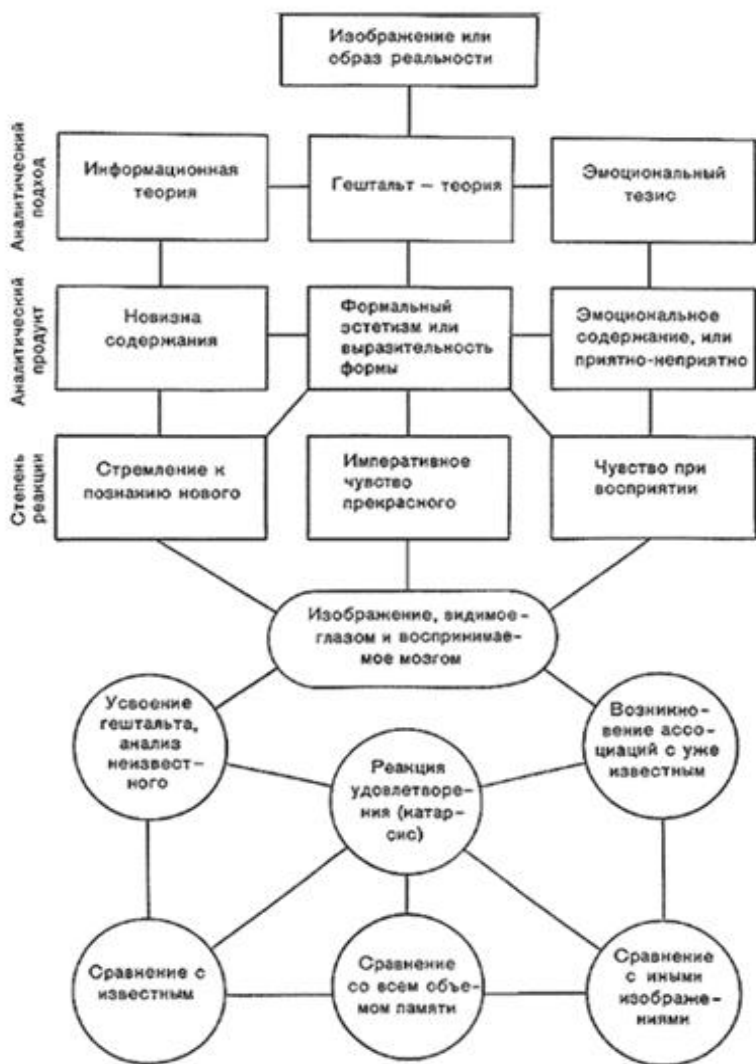 Изображение или
образ реальности
Аналитический
подход
Информационная
теория
Гештальт – теория
Эмоциональный
тезис
Аналитический
продукт
Новизна
содержания
Формальный
эстетизм или
выразительность
формы
Эмоциональное
содержание, или
приятно-неприятно
Степень
реакции
Стремление к
познанию нового
Императивное
чувство
прекрасного
Чувство при
восприятии
Изображение, видимое-
глазом и воспринимае-
мое мозгом
Усвоение
гештальта,
анализ
неизвест-
ного
Реакция
удовлетворе-
ния (катар-
сис)
Возникно-
вение ассо-
циаций с уже
известным
Сравнение с
известным
Сравнение
со всем объе-
мом памяти
Сравнение
с иными
изображе-
ниями